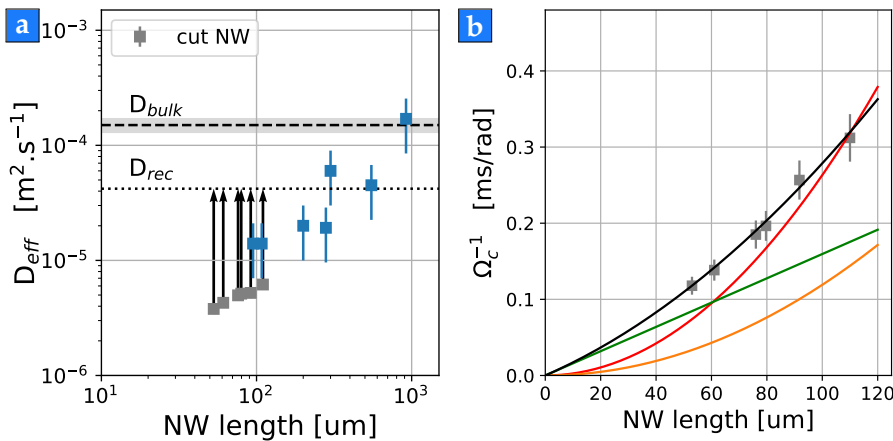 a
cut NW
D_bulk
D_rec
D_eff [m².s⁻¹]
10⁻³
10⁻⁴
10⁻⁵
10⁻⁶
10¹
10²
10³
NW length [um]
b
Ω_c⁻¹ [ms/rad]
0.4
0.3
0.2
0.1
0.0
0
20
40
60
80
100
120
NW length [um]